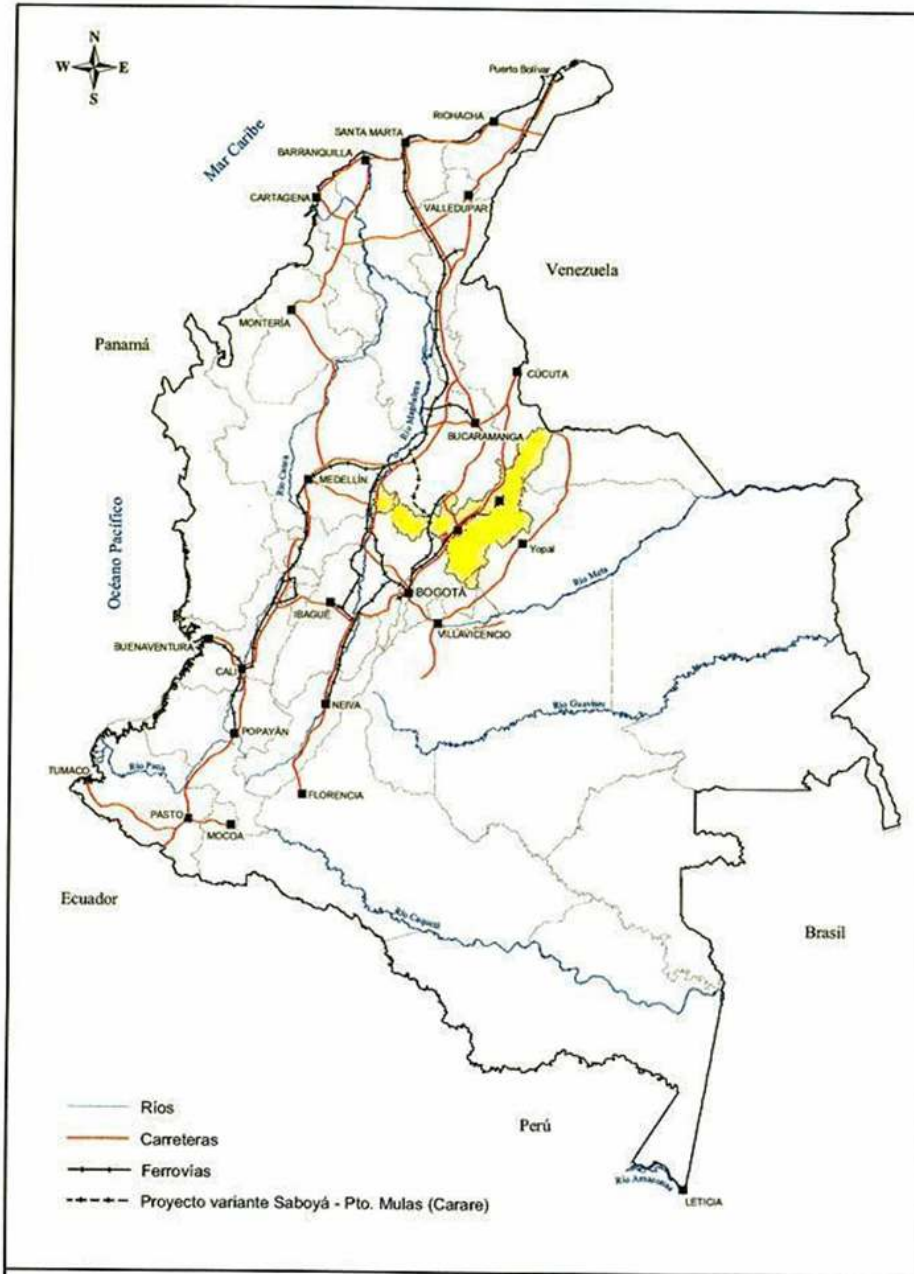 N
W E
S
Puerto Bolívar
RIOHACHA
SANTA MARTA
Mar Caribe
BARRANQUILLA
CARTAGENA
VALLEDUPAR
Venezuela
MONTERÍA
Panamá
CÚCUTA
Río Magdalena
BUCARAMANGA
Río Cauca
MEDELLÍN
Océano Pacífico
Yopal
BOGOTÁ
Río Meta
IBAGUÉ
VILLAVICENCIO
BUENAVENTURA
CALI
NEIVA
Río Guaviare
POPAYÁN
Río Patía
TUMACO
FLORENCIA
PASTO
MOCOA
Ecuador
Río Caquetá
Brasil
Ríos
Perú
Carreteras
Ferrovías
Río Amazonas
Proyecto variante Saboyá - Pto. Mulas (Carare)
LETICIA